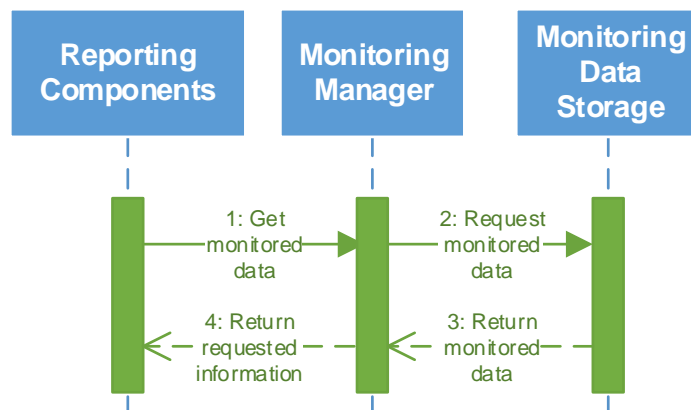 Reporting
Components
Monitoring
Manager
Monitoring
Data
Storage
1: Get
monitored
data
2: Request
monitored
data
4: Return
requested
information
3: Return
monitored
data